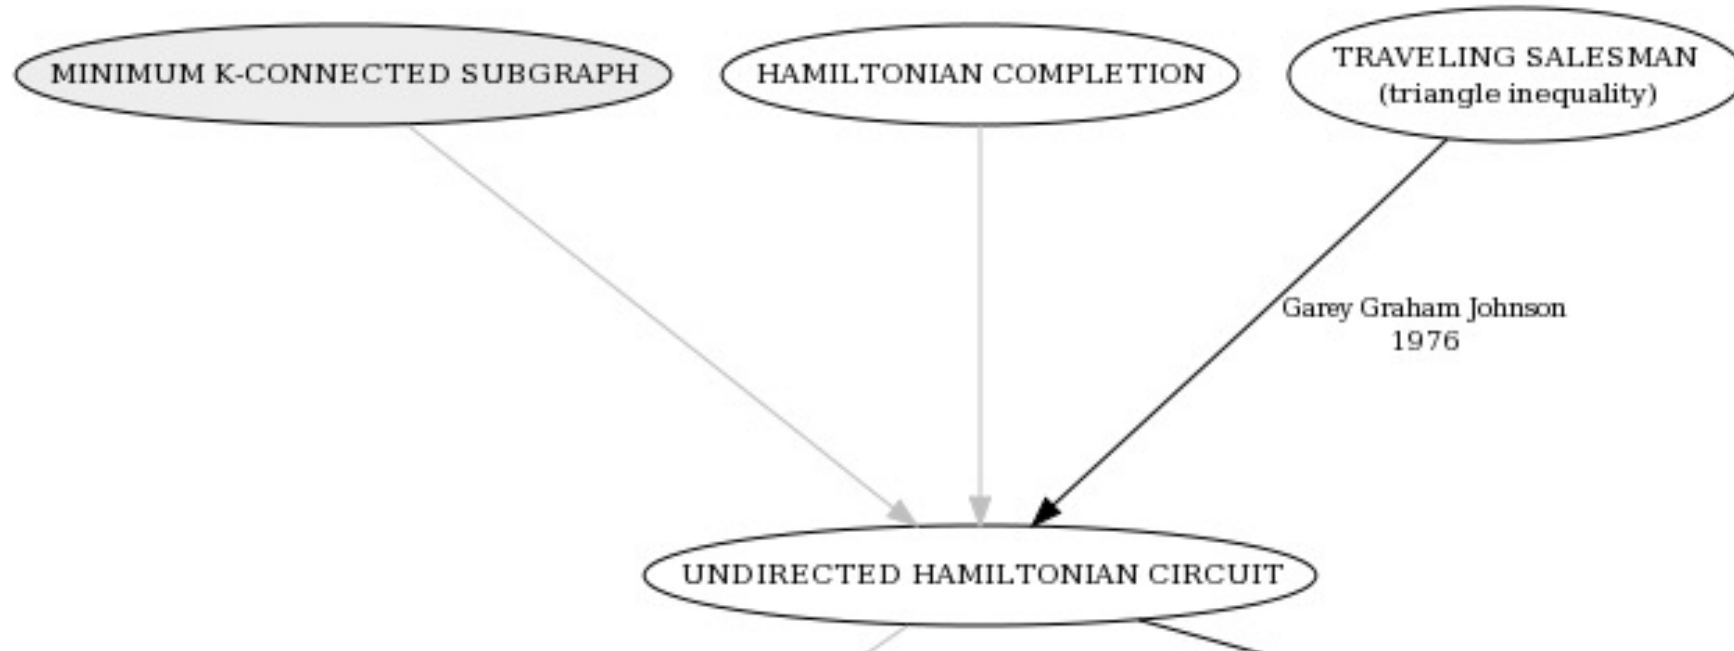 MINIMUM K-CONNECTED SUBGRAPH
HAMILTONIAN COMPLETION
TRAVELING SALESMAN
(triangle inequality)
Garey Graham Johnson
1976
UNDIRECTED HAMILTONIAN CIRCUIT